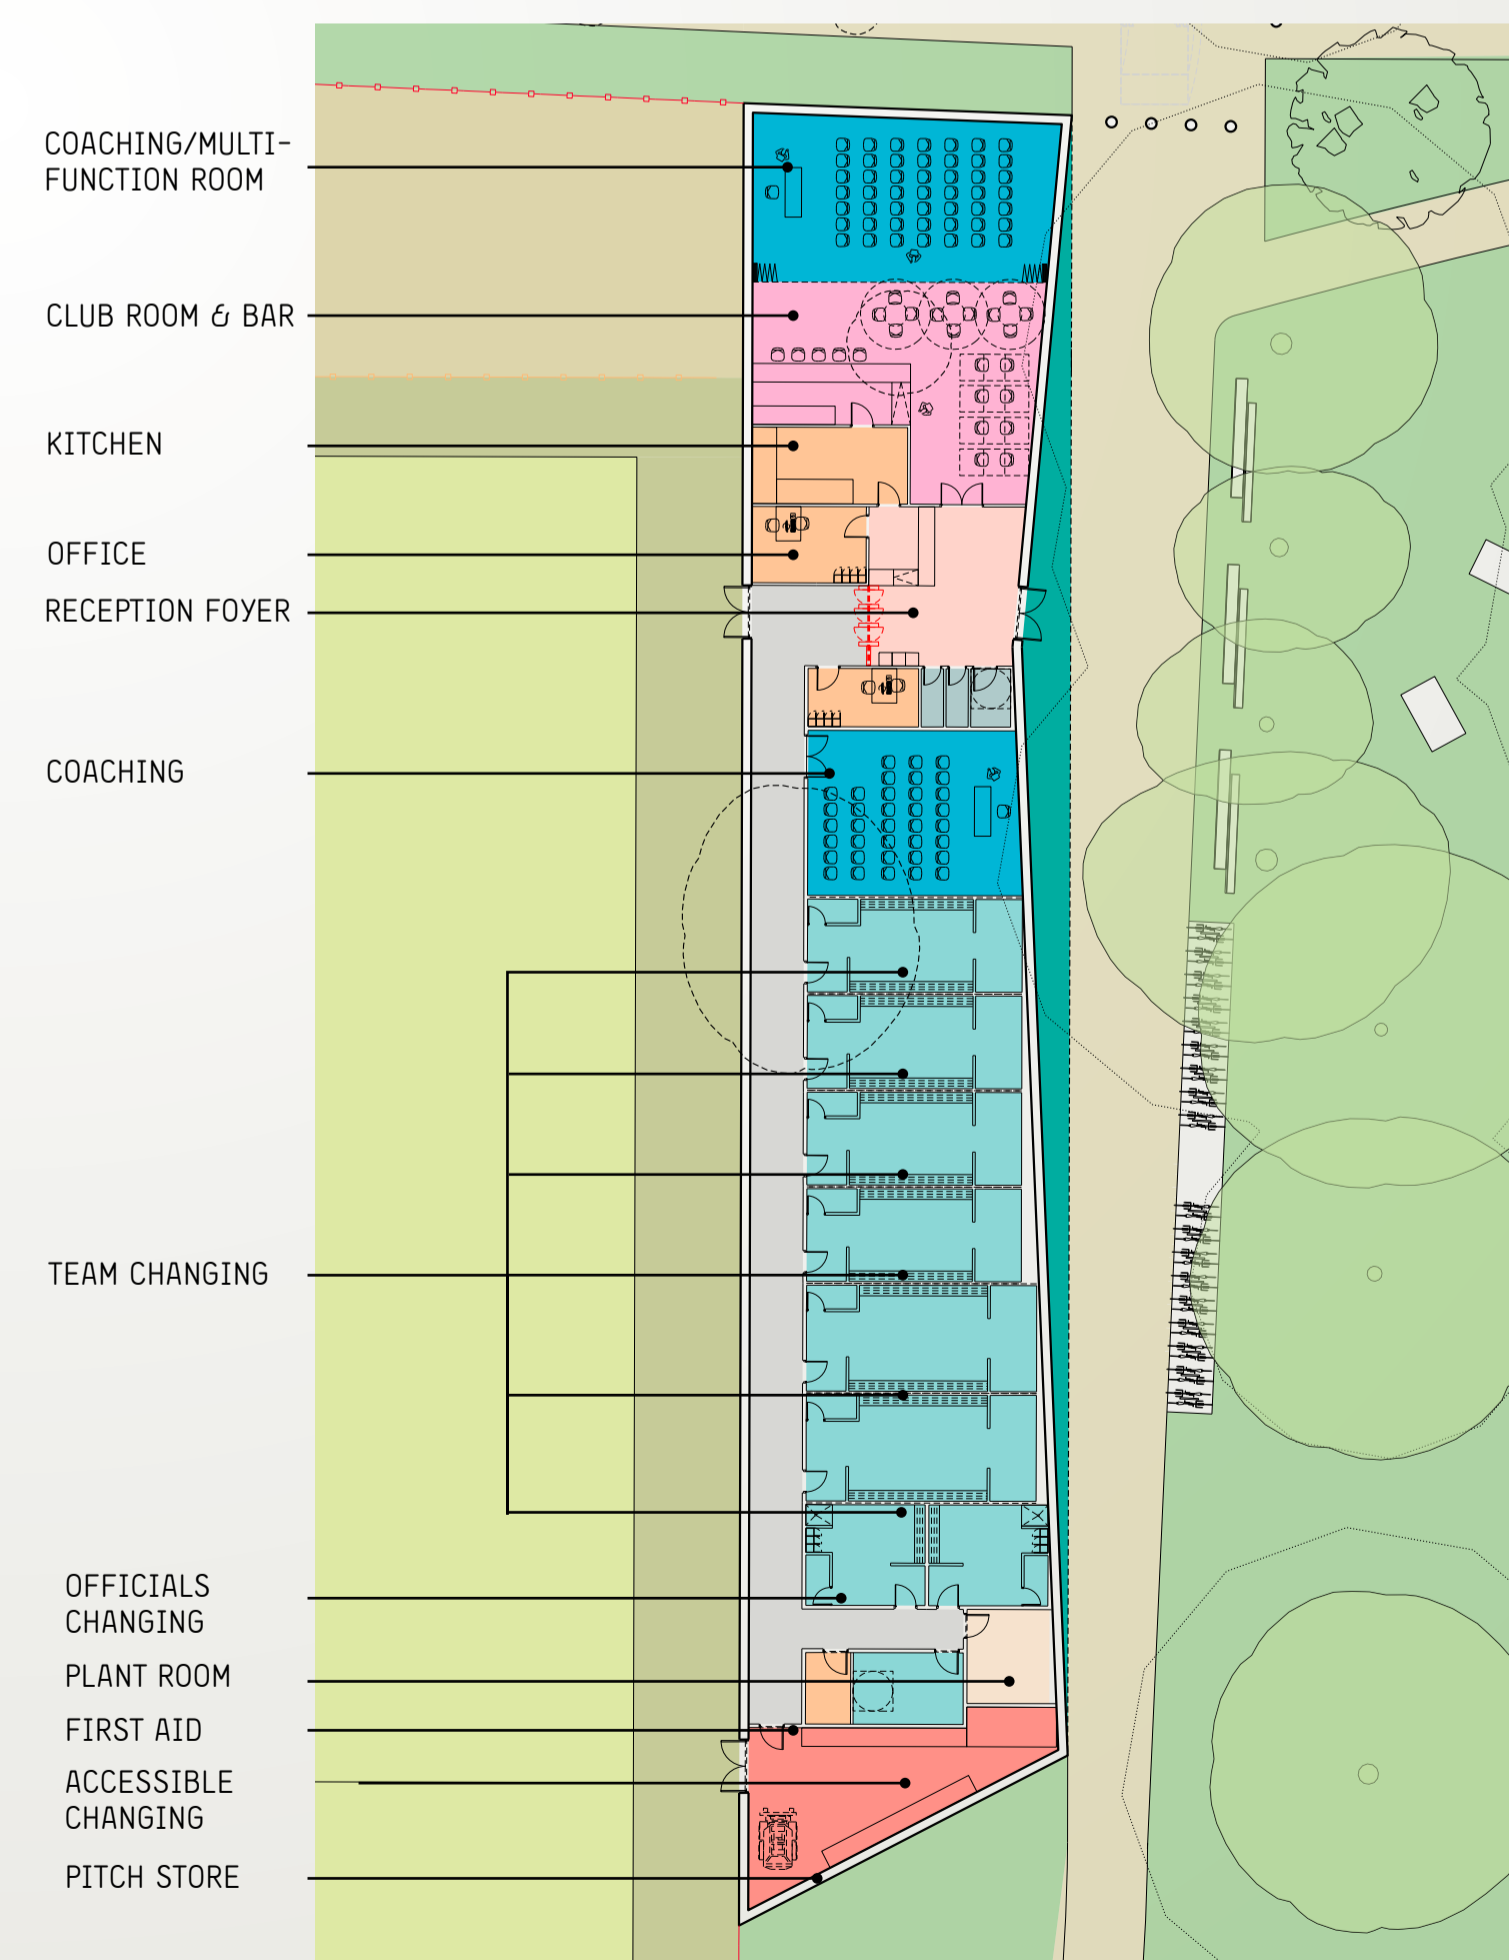 COACHING/MULTI-
FUNCTION ROOM
CLUB ROOM & BAR
KITCHEN
OFFICE
RECEPTION FOYER
COACHING
TEAM CHANGING
OFFICIALS
CHANGING
PLANT ROOM
FIRST AID
ACCESSIBLE
CHANGING
PITCH STORE